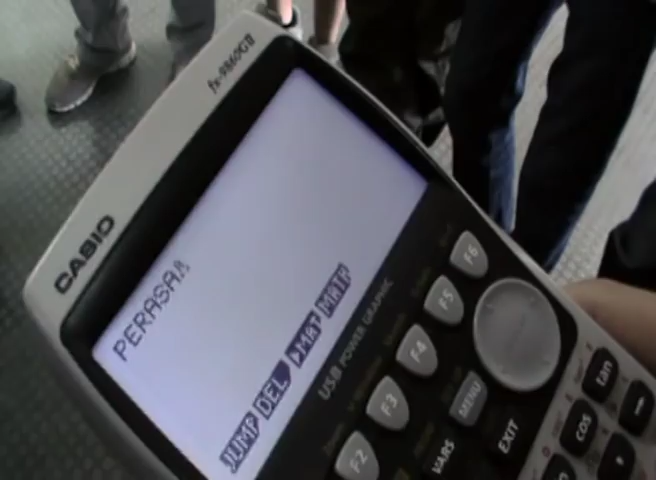 CASIO
fx-9860GII
PERASA
JUMP DEL ▶MAT MATH
USB POWER GRAPHIC
F2 F3 F4 F5 F6
VARS MENU
EXIT
cos tan